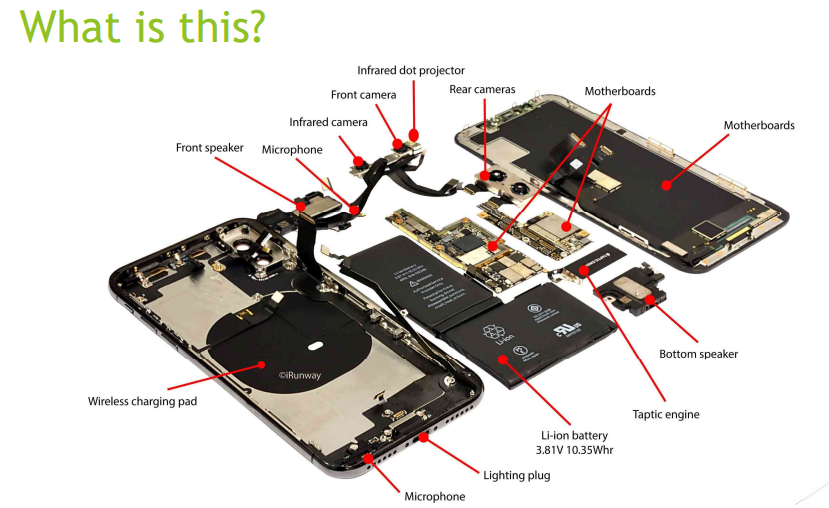 What is this?
Infrared dot projector
Front camera
Rear cameras
Motherboards
Infrared camera
Motherboards
Front speaker
Microphone
Li-ion
©iRunway
Bottom speaker
Wireless charging pad
Taptic engine
Li-ion battery
3.81V 10.35Whr
Lighting plug
Microphone